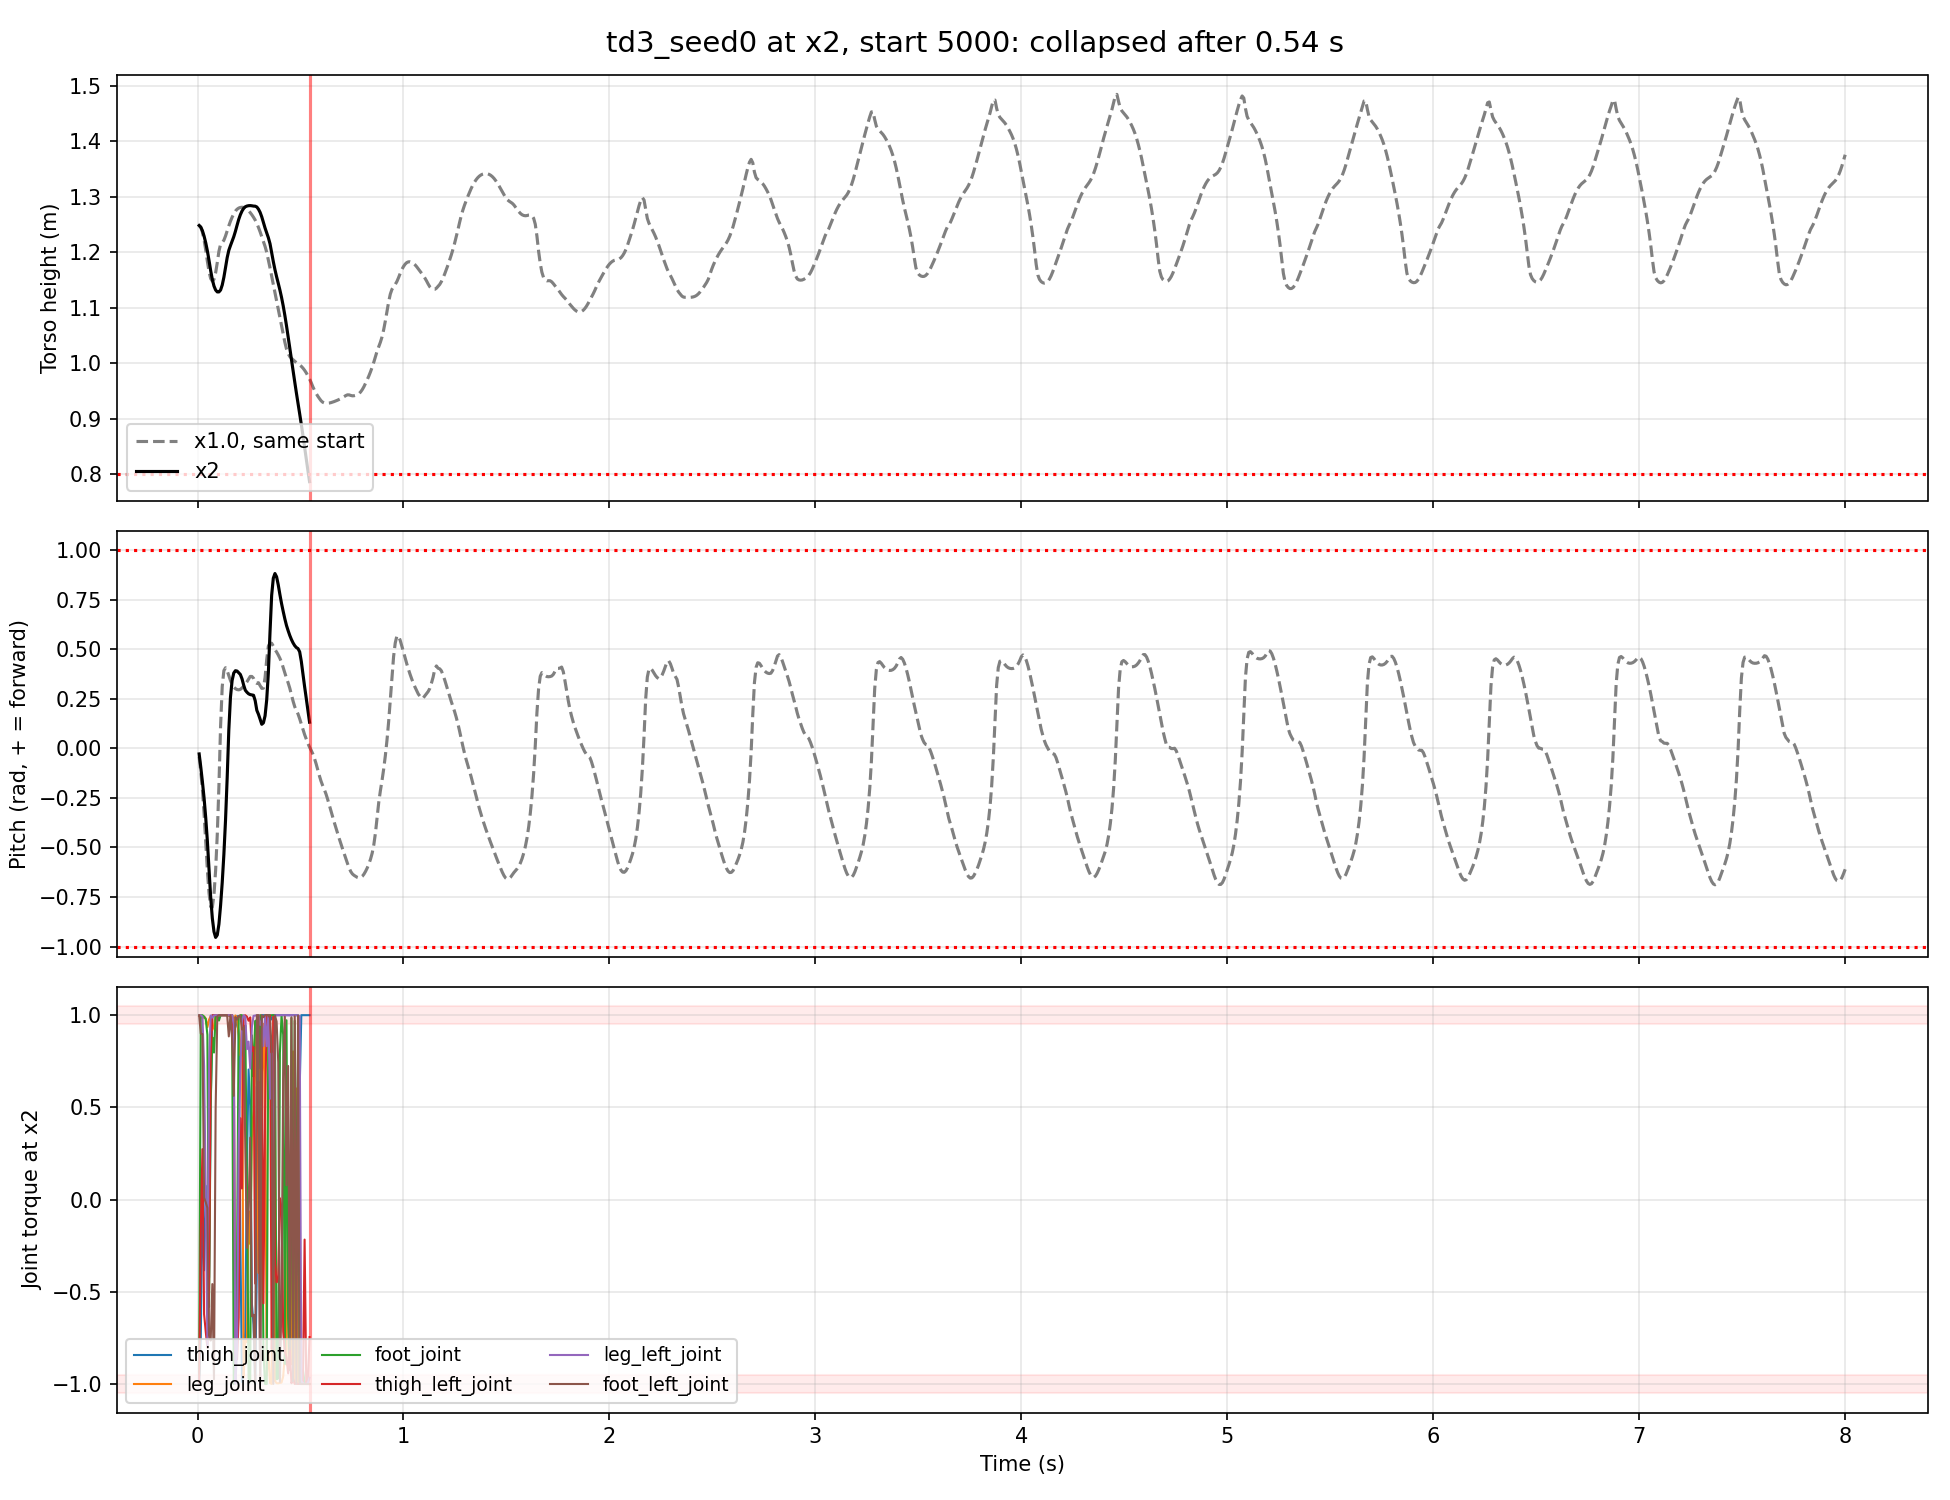 td3_seed0 at x2, start 5000: collapsed after 0.54 s
Torso height (m)
1.5
1.4
1.3
1.2
1.1
1.0
0.9
0.8
x1.0, same start
x2
Pitch (rad, + = forward)
1.00
0.75
0.50
0.25
0.00
−0.25
−0.50
−0.75
−1.00
Joint torque at x2
1.0
0.5
0.0
−0.5
−1.0
thigh_joint
leg_joint
foot_joint
thigh_left_joint
leg_left_joint
foot_left_joint
0 1 2 3 4 5 6 7 8
Time (s)